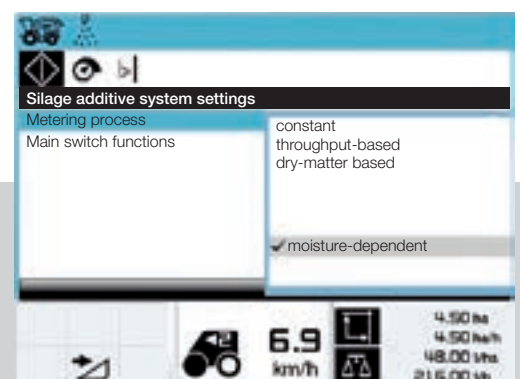 Silage additive system settings
Metering process
Main switch functions
constant
throughput-based
dry-matter based
moisture-dependent
6.9
km/h
4.50 ha
4.50 ha/h
48.00 t/ha
216.00 t/h